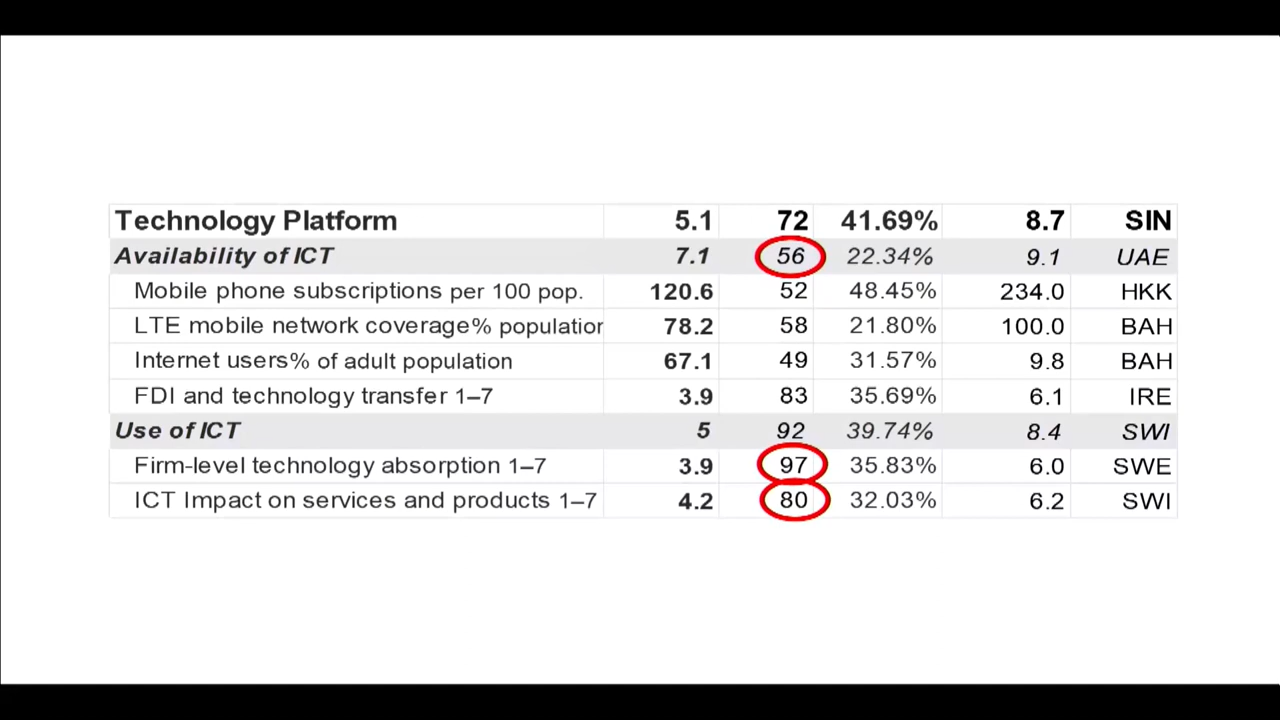 Technology Platform 5.1 72 41.69% 8.7 SIN
Availability of ICT 7.1 56 22.34% 9.1 UAE
Mobile phone subscriptions per 100 pop. 120.6 52 48.45% 234.0 HKK
LTE mobile network coverage% population 78.2 58 21.80% 100.0 BAH
Internet users% of adult population 67.1 49 31.57% 9.8 BAH
FDI and technology transfer 1–7 3.9 83 35.69% 6.1 IRE
Use of ICT 5 92 39.74% 8.4 SWI
Firm-level technology absorption 1–7 3.9 97 35.83% 6.0 SWE
ICT Impact on services and products 1–7 4.2 80 32.03% 6.2 SWI